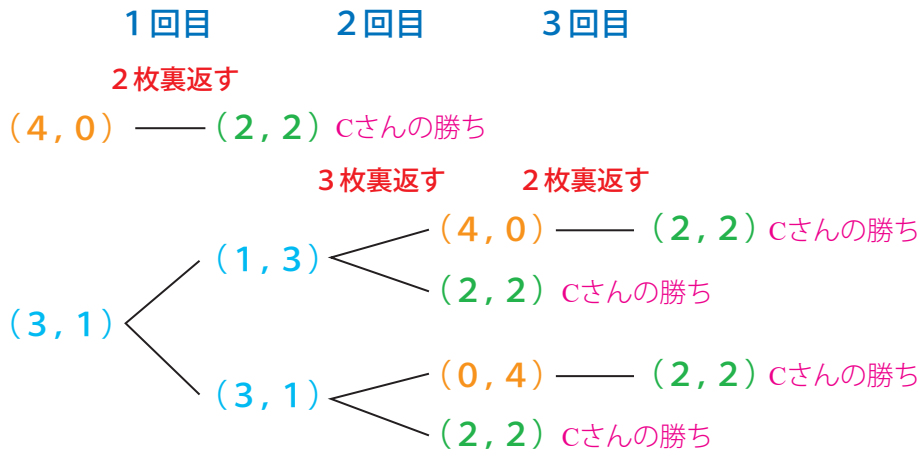 1回目 2回目 3回目
2枚裏返す
(4,0) (2,2) Cさんの勝ち
3枚裏返す 2枚裏返す
(4,0) (2,2) Cさんの勝ち
(1,3)
(2,2) Cさんの勝ち
(3,1)
(0,4) (2,2) Cさんの勝ち
(3,1)
(2,2) Cさんの勝ち